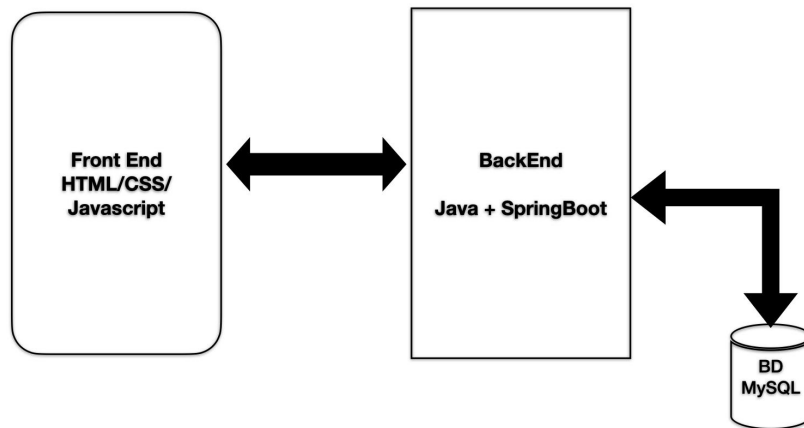 Front End
HTML/CSS/
Javascript
BackEnd
Java + SpringBoot
BD
MySQL